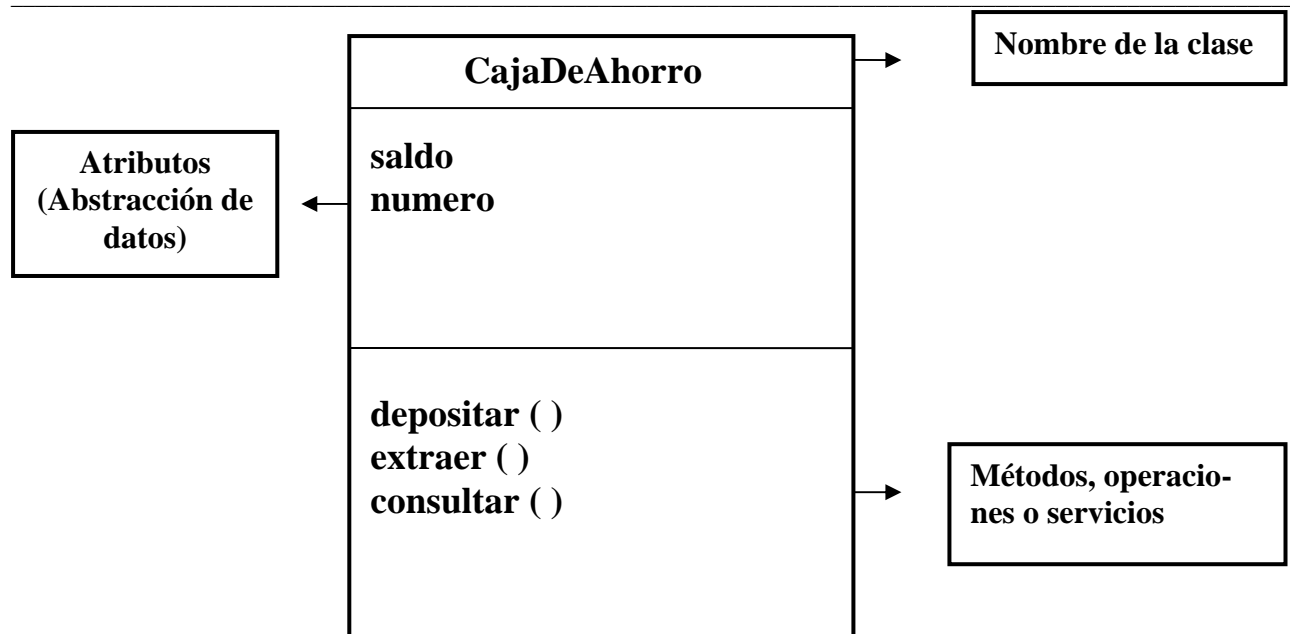 Nombre de la clase
CajaDeAhorro
Atributos
(Abstracción de
datos)
saldo
numero
depositar ( )
extraer ( )
consultar ( )
Métodos, operacio-
nes o servicios